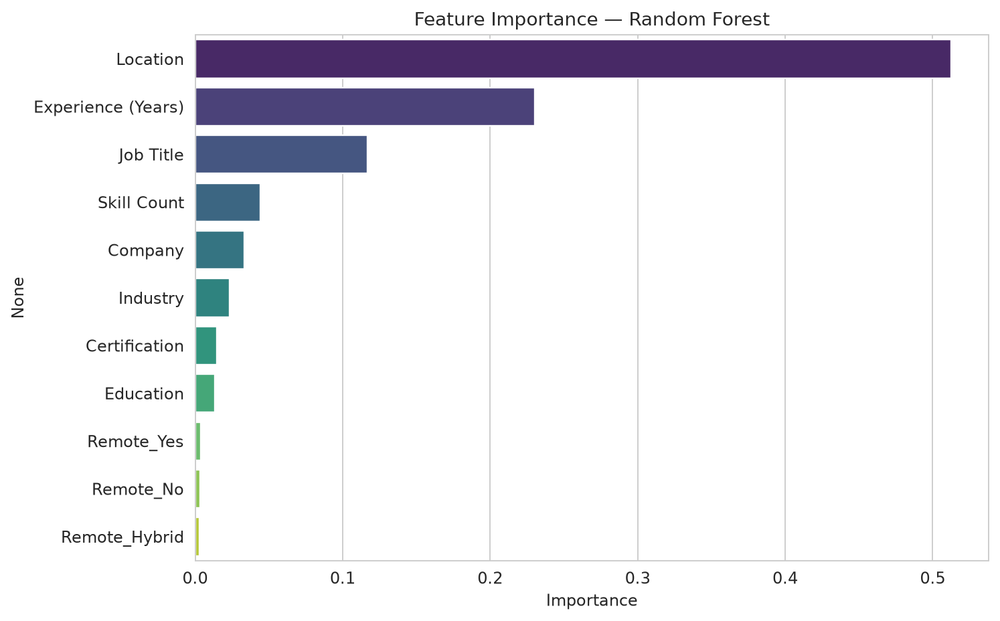 Feature Importance — Random Forest
Location
Experience (Years)
Job Title
Skill Count
Company
Industry
Certification
Education
Remote_Yes
Remote_No
Remote_Hybrid
None
0.0 0.1 0.2 0.3 0.4 0.5
Importance